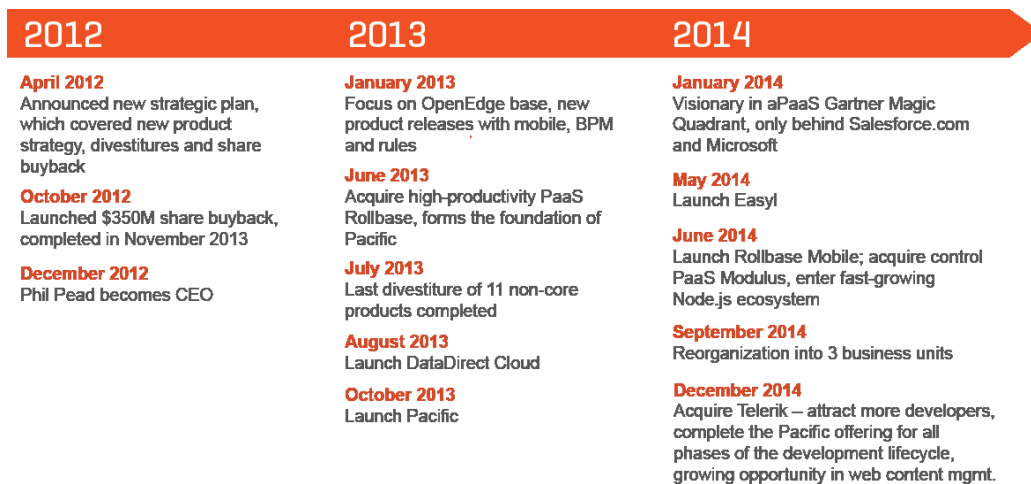 2012
April 2012
Announced new strategic plan,
which covered new product
strategy, divestitures and share
buyback
October 2012
Launched $350M share buyback,
completed in November 2013
December 2012
Phil Pead becomes CEO
2013
January 2013
Focus on OpenEdge base, new
product releases with mobile, BPM
and rules
June 2013
Acquire high-productivity PaaS
Rollbase, forms the foundation of
Pacific
July 2013
Last divestiture of 11 non-core
products completed
August 2013
Launch DataDirect Cloud
October 2013
Launch Pacific
2014
January 2014
Visionary in aPaaS Gartner Magic
Quadrant, only behind Salesforce.com
and Microsoft
May 2014
Launch Easyl
June 2014
Launch Rollbase Mobile; acquire control
PaaS Modulus, enter fast-growing
Node.js ecosystem
September 2014
Reorganization into 3 business units
December 2014
Acquire Telerik – attract more developers,
complete the Pacific offering for all
phases of the development lifecycle,
growing opportunity in web content mgmt.